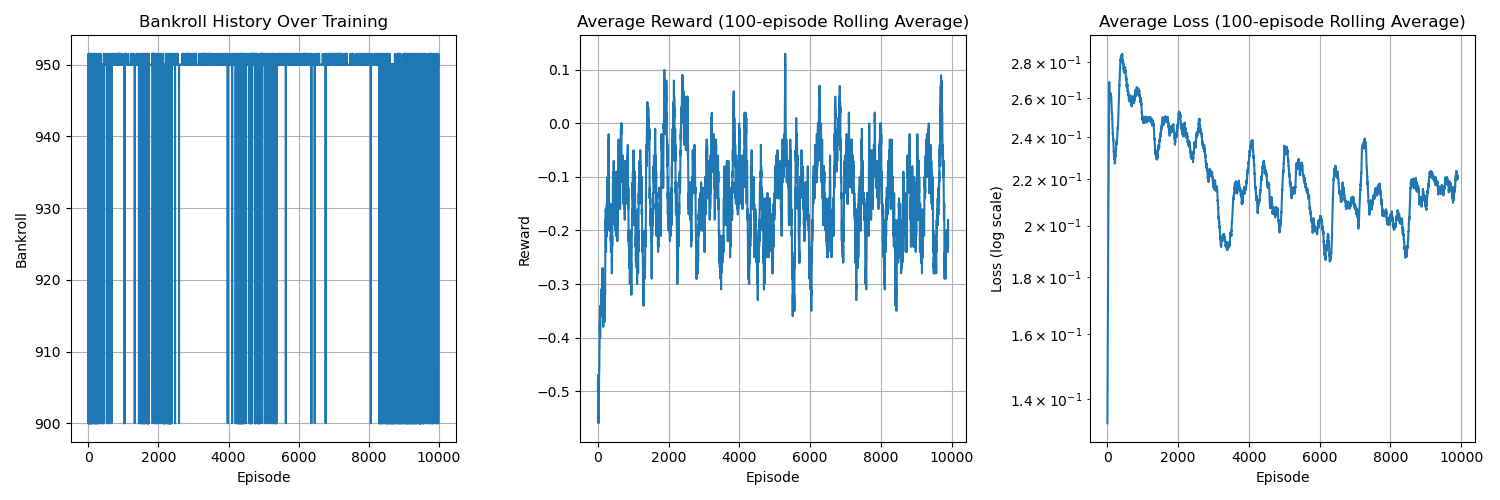 Bankroll History Over Training
Bankroll
950
940
930
920
910
900
0 2000 4000 6000 8000 10000
Episode
Average Reward (100-episode Rolling Average)
Reward
0.1
0.0
−0.1
−0.2
−0.3
−0.4
−0.5
0 2000 4000 6000 8000 10000
Episode
Average Loss (100-episode Rolling Average)
Loss (log scale)
2.8 × 10⁻¹
2.6 × 10⁻¹
2.4 × 10⁻¹
2.2 × 10⁻¹
2 × 10⁻¹
1.8 × 10⁻¹
1.6 × 10⁻¹
1.4 × 10⁻¹
0 2000 4000 6000 8000 10000
Episode